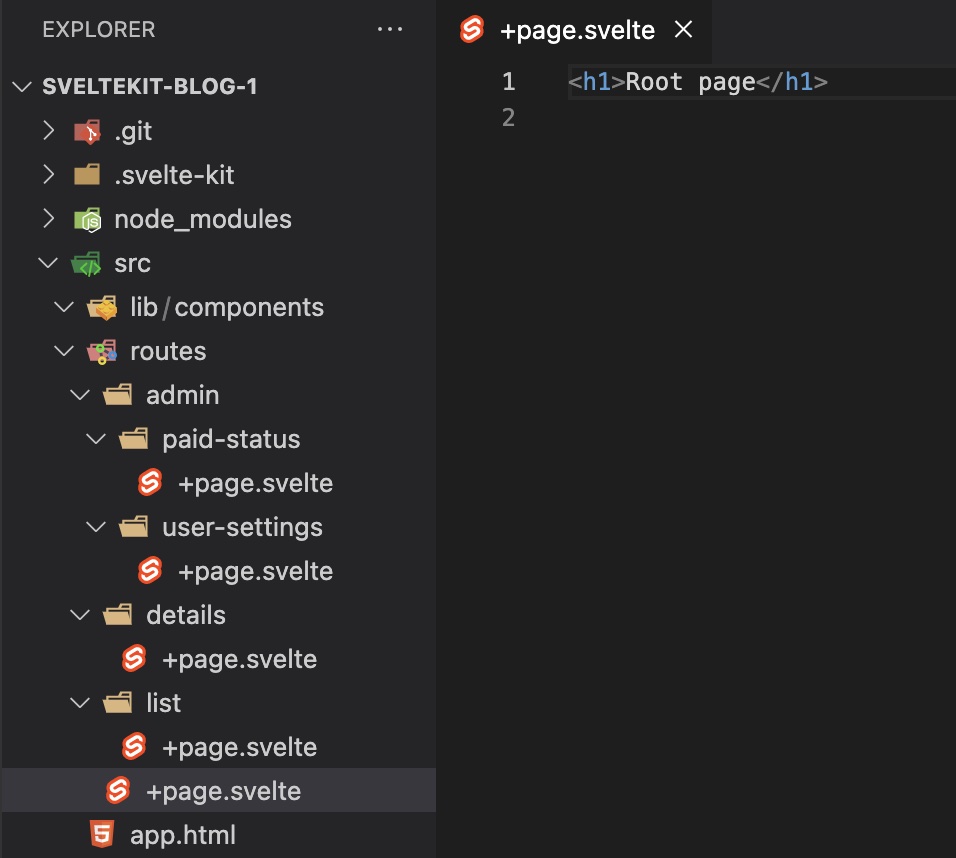 EXPLORER ...
SVELTEKIT-BLOG-1
.git
.svelte-kit
node_modules
src
lib/components
routes
admin
paid-status
+page.svelte
user-settings
+page.svelte
details
+page.svelte
list
+page.svelte
+page.svelte
app.html
+page.svelte
1 <h1>Root page</h1>
2